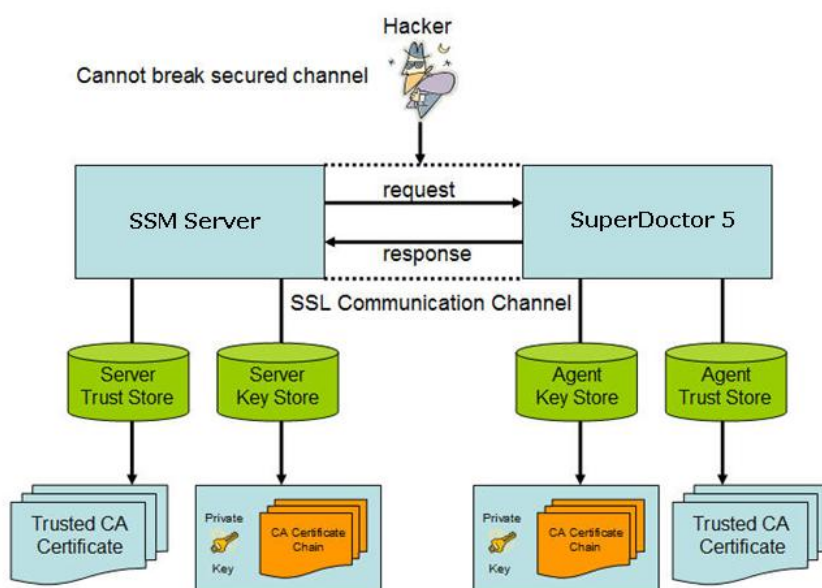 Hacker
Cannot break secured channel
SSM Server
request
response
SuperDoctor 5
SSL Communication Channel
Server
Trust Store
Server
Key Store
Agent
Key Store
Agent
Trust Store
Trusted CA
Certificate
Private
Key
CA Certificate
Chain
Private
Key
CA Certificate
Chain
Trusted CA
Certificate